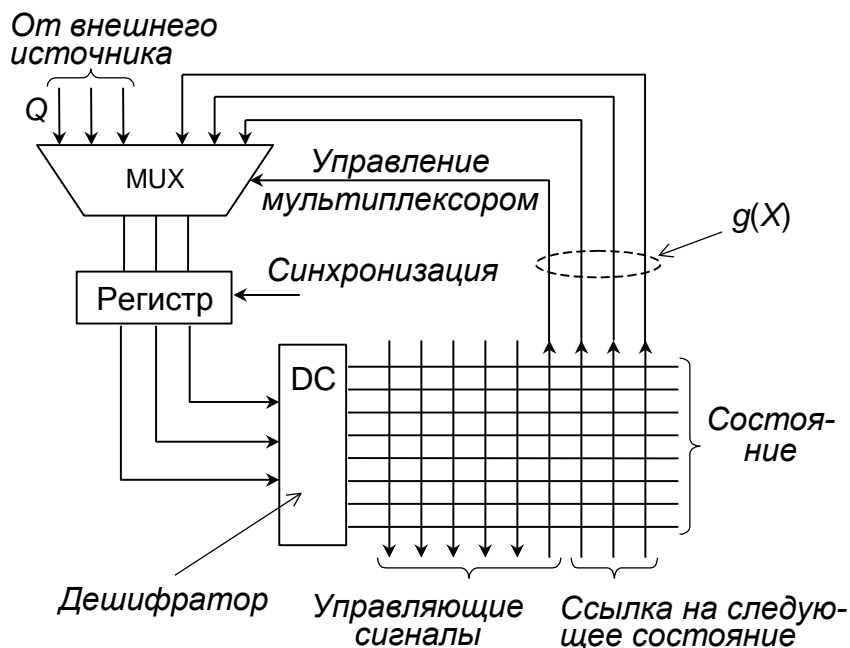 От внешнего
источника
Q
MUX
Управление
мультиплексором
g(X)
Синхронизация
Регистр
DC
Состоя-
ние
Дешифратор
Управляющие
сигналы
Ссылка на следую-
щее состояние